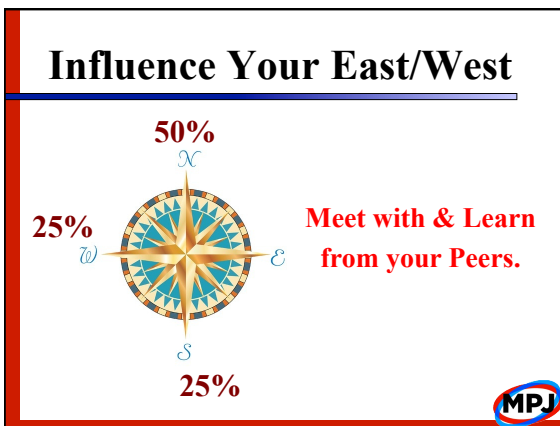 Influence Your East/West
50%
N
25%
W
E
Meet with & Learn
from your Peers.
S
25%
MPJ